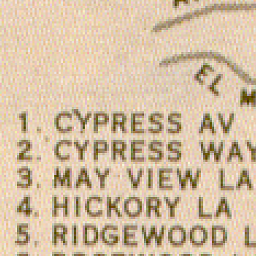 EL M
1. CYPRESS AV
2. CYPRESS WAY
3. MAY VIEW LA
4. HICKORY LA
5. RIDGEWOOD L